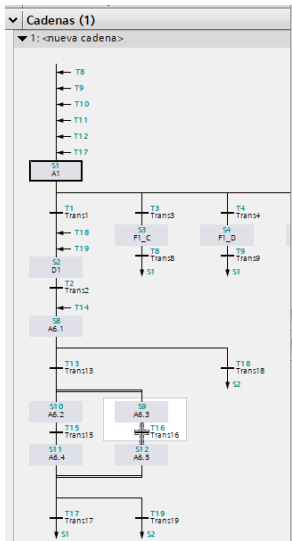 Cadenas (1)
1: <nueva cadena>
T8
T9
T10
T11
T12
T17
S1
A1
T1
Trans1
T3
Trans3
T4
Trans4
T18
T19
S3
F1_C
S4
F1_D
S2
D1
T8
Trans8
T9
Trans9
S1
S1
T2
Trans2
T14
S8
A6.1
T13
Trans13
T18
Trans18
S2
S10
A6.2
S9
A6.3
T15
Trans15
T16
Trans16
S11
A6.4
S12
A6.5
T17
Trans17
T19
Trans19
S1
S2